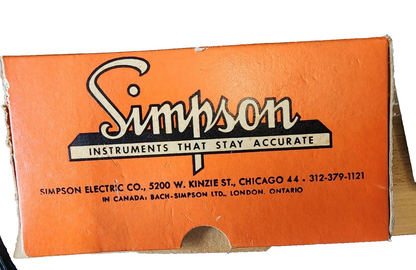 Simpson
INSTRUMENTS THAT STAY ACCURATE
SIMPSON ELECTRIC CO., 5200 W. KINZIE ST., CHICAGO 44 • 312-379-1121
IN CANADA: BACH-SIMPSON LTD., LONDON, ONTARIO